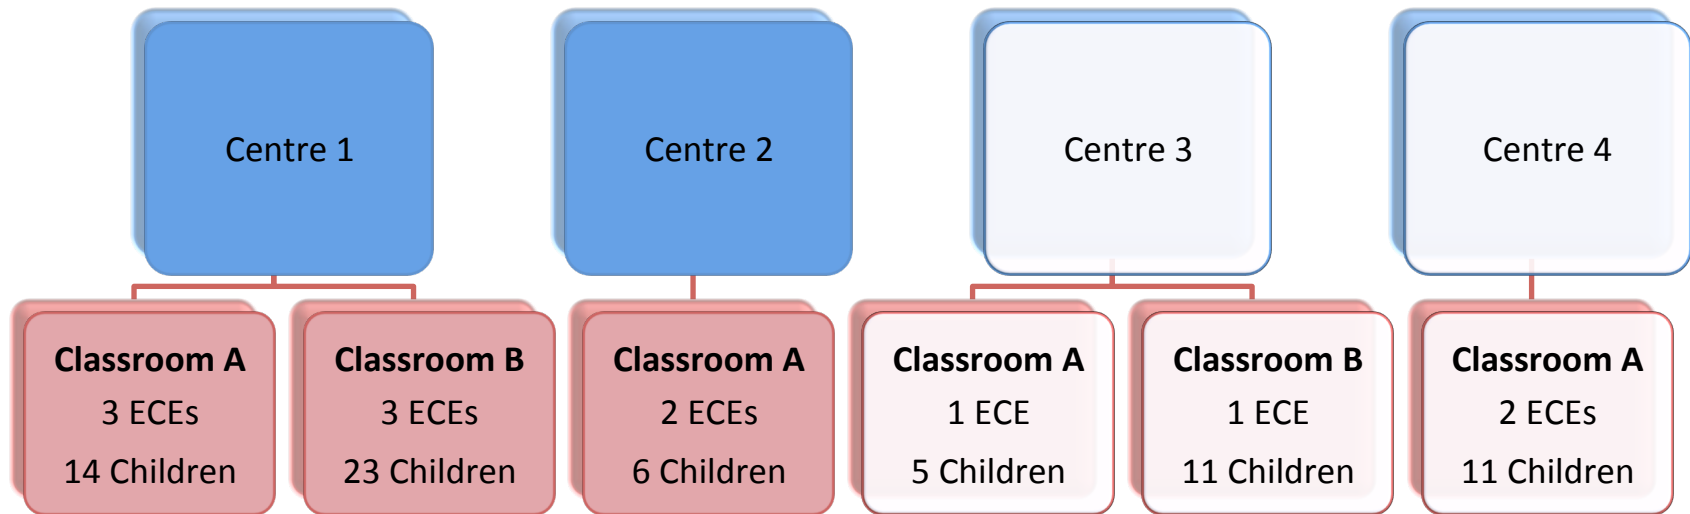 Centre 1
Centre 2
Centre 3
Centre 4
Classroom A
3 ECEs
14 Children
Classroom B
3 ECEs
23 Children
Classroom A
2 ECEs
6 Children
Classroom A
1 ECE
5 Children
Classroom B
1 ECE
11 Children
Classroom A
2 ECEs
11 Children